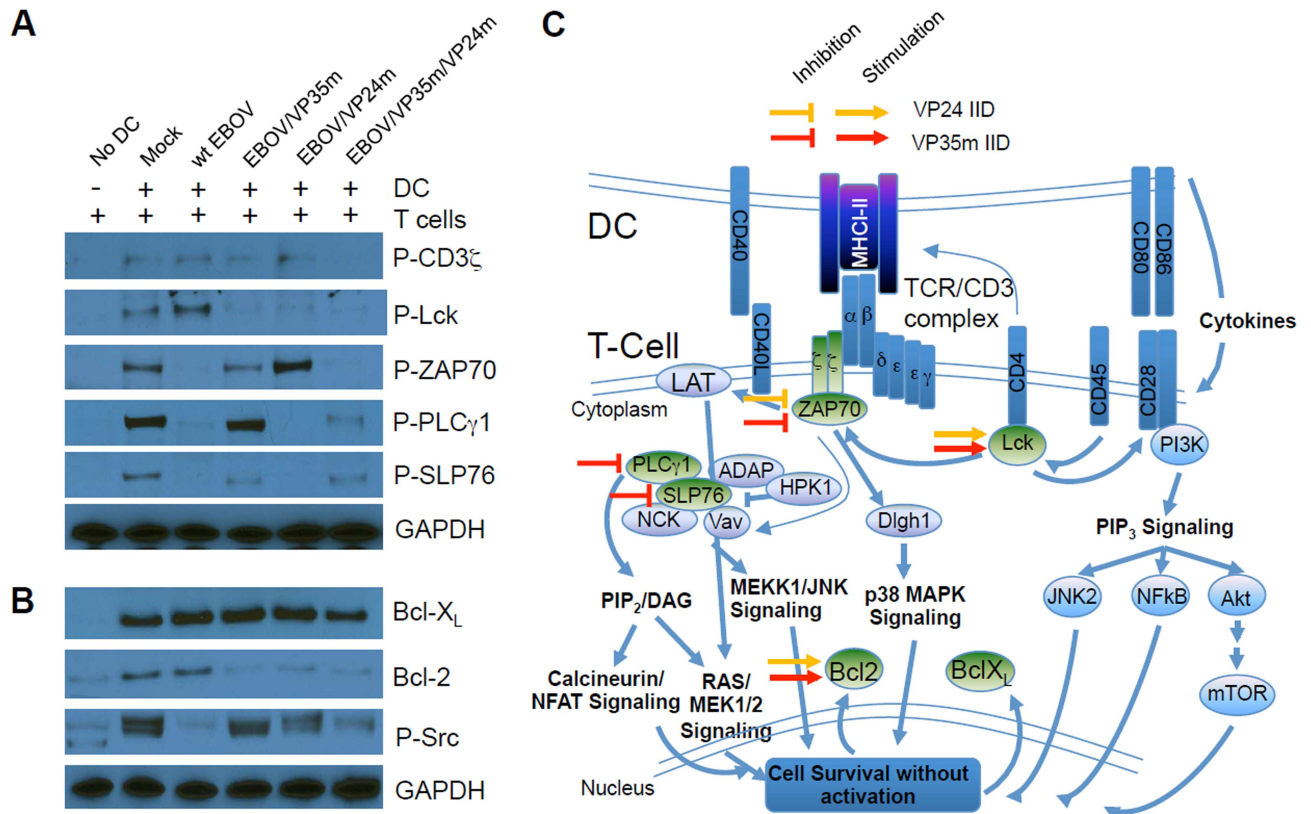 A
No DC
Mock
wt EBOV
EBOV/VP35m
EBOV/VP24m
EBOV/VP35m/VP24m
- + + + + + DC
+ + + + + + T cells
P-CD3ζ
P-Lck
P-ZAP70
P-PLCγ1
P-SLP76
GAPDH
B
Bcl-XL
Bcl-2
P-Src
GAPDH
C
Inhibition
Stimulation
VP24 IID
VP35m IID
DC
CD40
MHCI-II
CD80
CD86
TCR/CD3
complex
Cytokines
α β
T-Cell
CD40L
ζ ζ
δ ε ε γ
CD4
CD45
CD28
LAT
Cytoplasm
ZAP70
Lck
PI3K
PLCγ1
ADAP
SLP76
HPK1
NCK
Vav
Dlgh1
PIP3 Signaling
PIP2/DAG
MEKK1/JNK
Signaling
p38 MAPK
Signaling
JNK2
NFkB
Akt
Calcineurin/
NFAT Signaling
RAS/
MEK1/2
Signaling
Bcl2
BclXL
mTOR
Nucleus
Cell Survival without
activation